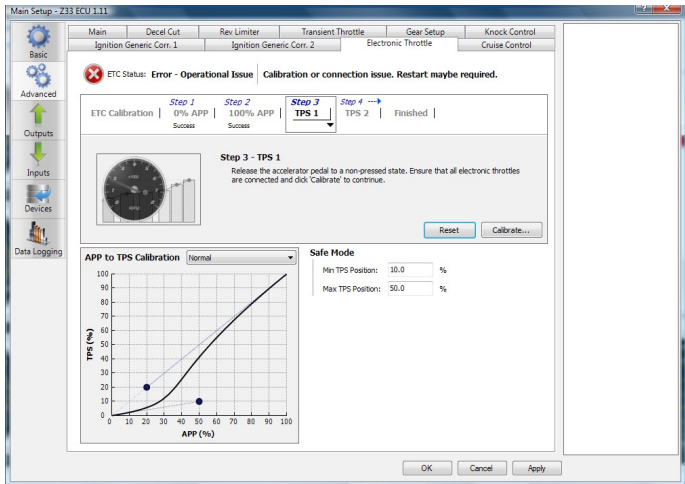 Main Setup - Z33 ECU 1.11
Basic
Advanced
Outputs
Inputs
Devices
Data Logging
Main
Decel Cut
Rev Limiter
Transient Throttle
Gear Setup
Knock Control
Ignition Generic Corr. 1
Ignition Generic Corr. 2
Electronic Throttle
Cruise Control
ETC Status: Error - Operational Issue
Calibration or connection issue. Restart maybe required.
ETC Calibration
Step 1
0% APP
Success
Step 2
100% APP
Success
Step 3
TPS 1
Step 4
TPS 2
Finished
Step 3 - TPS 1
Release the accelerator pedal to a non-pressed state. Ensure that all electronic throttles
are connected and click 'Calibrate' to continue.
Reset
Calibrate...
APP to TPS Calibration
Normal
100
90
80
70
60
50
40
30
20
10
0
TPS (%)
0 10 20 30 40 50 60 70 80 90 100
APP (%)
Safe Mode
Min TPS Position: 10.0 %
Max TPS Position: 50.0 %
OK
Cancel
Apply